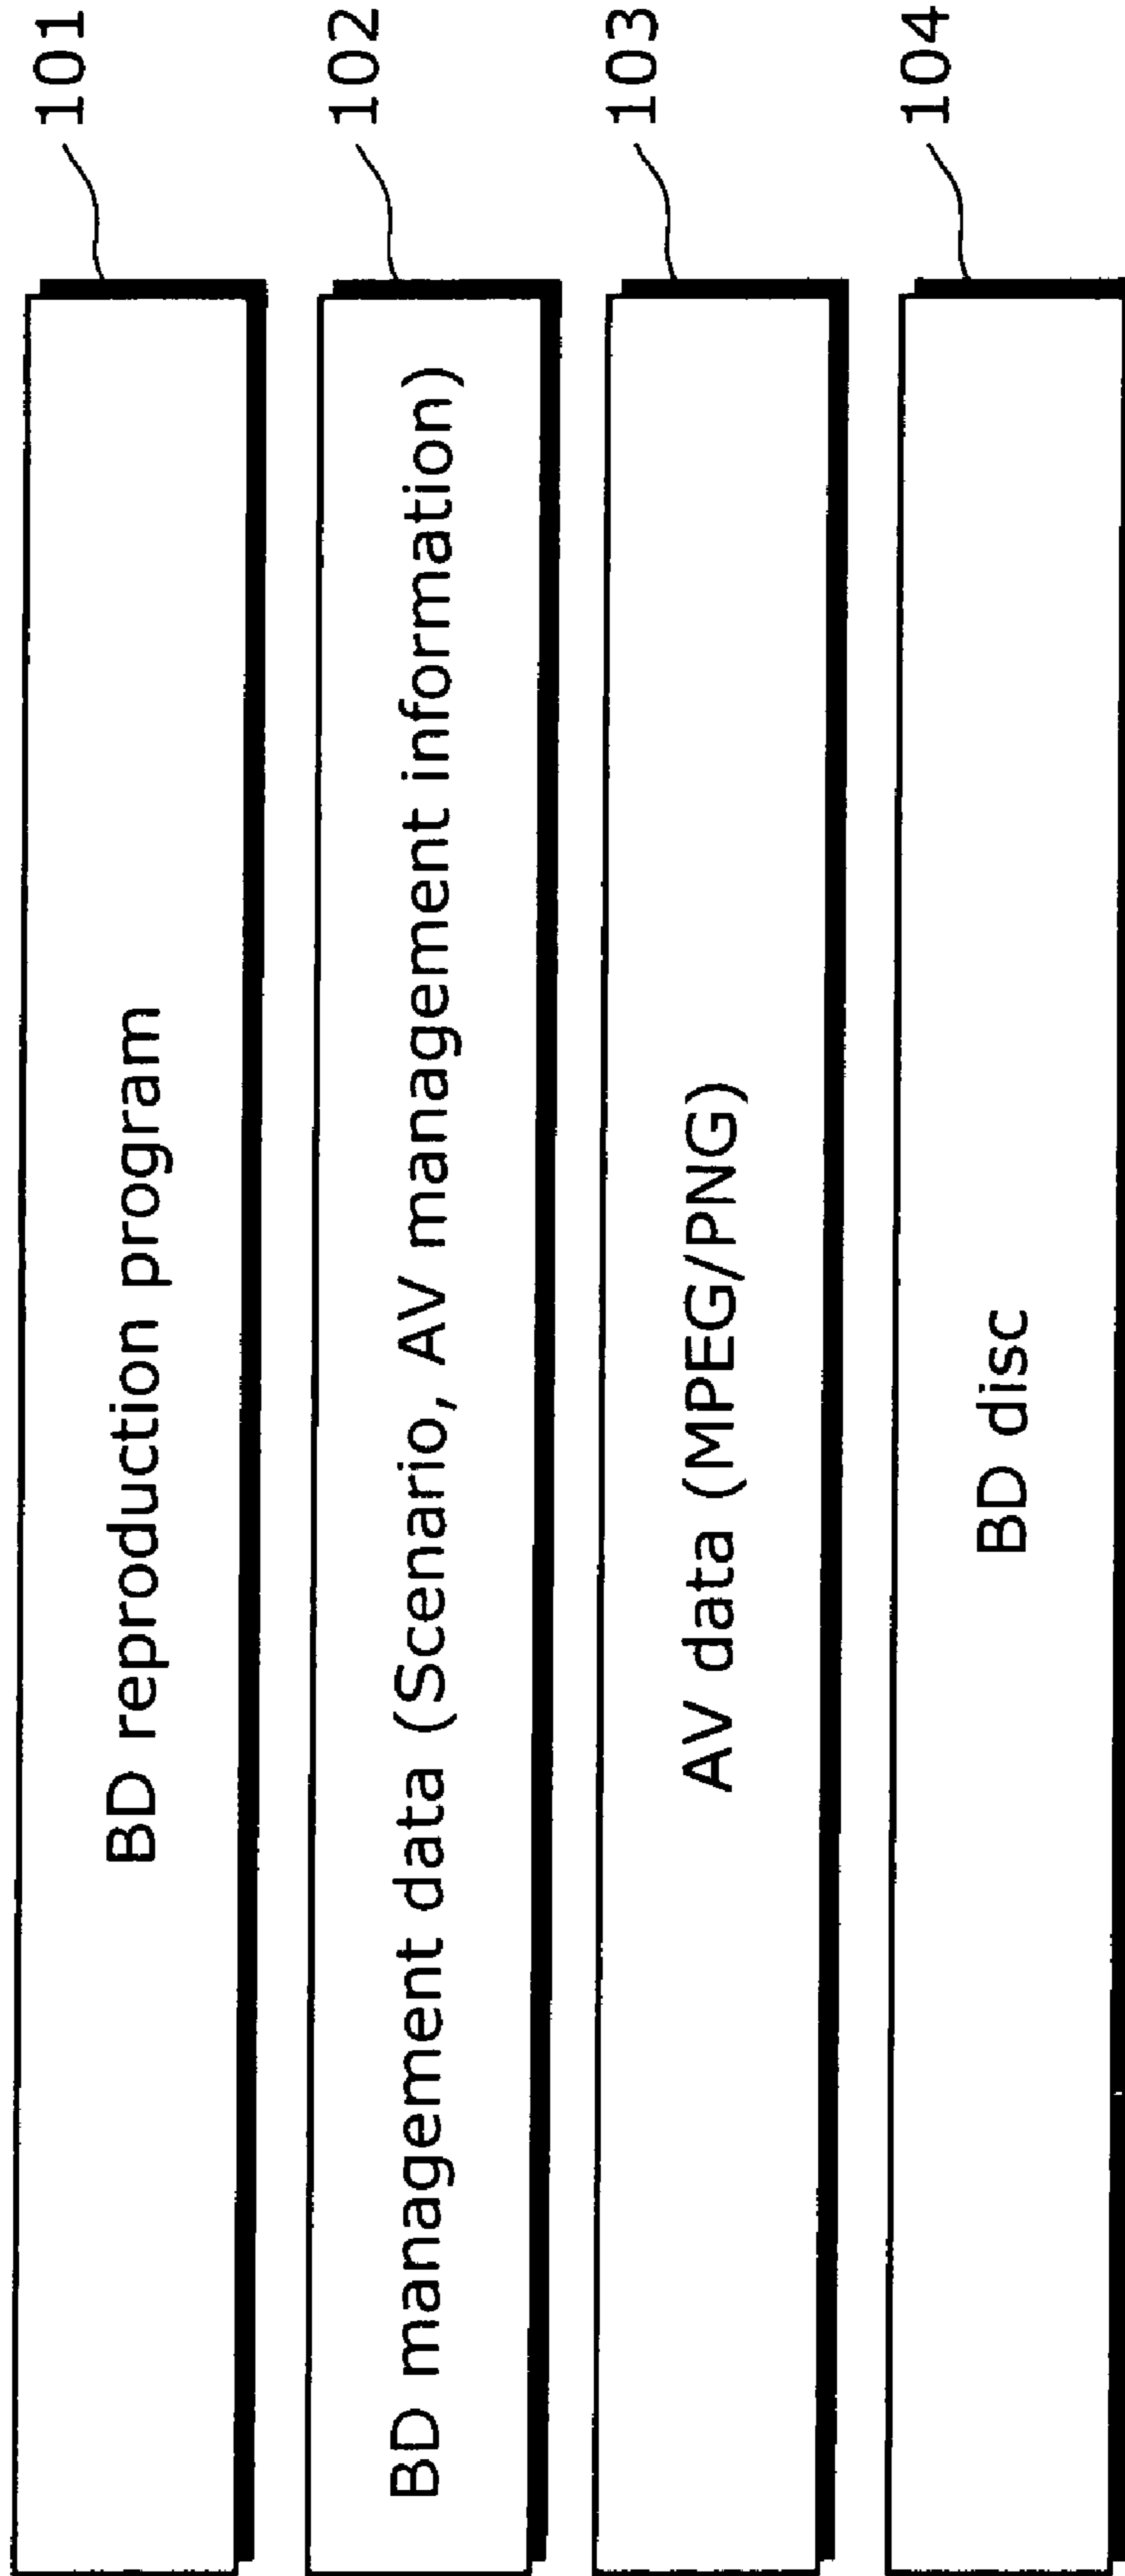 BD reproduction program
101
BD management data (Scenario, AV management information)
102
AV data (MPEG/PNG)
103
BD disc
104